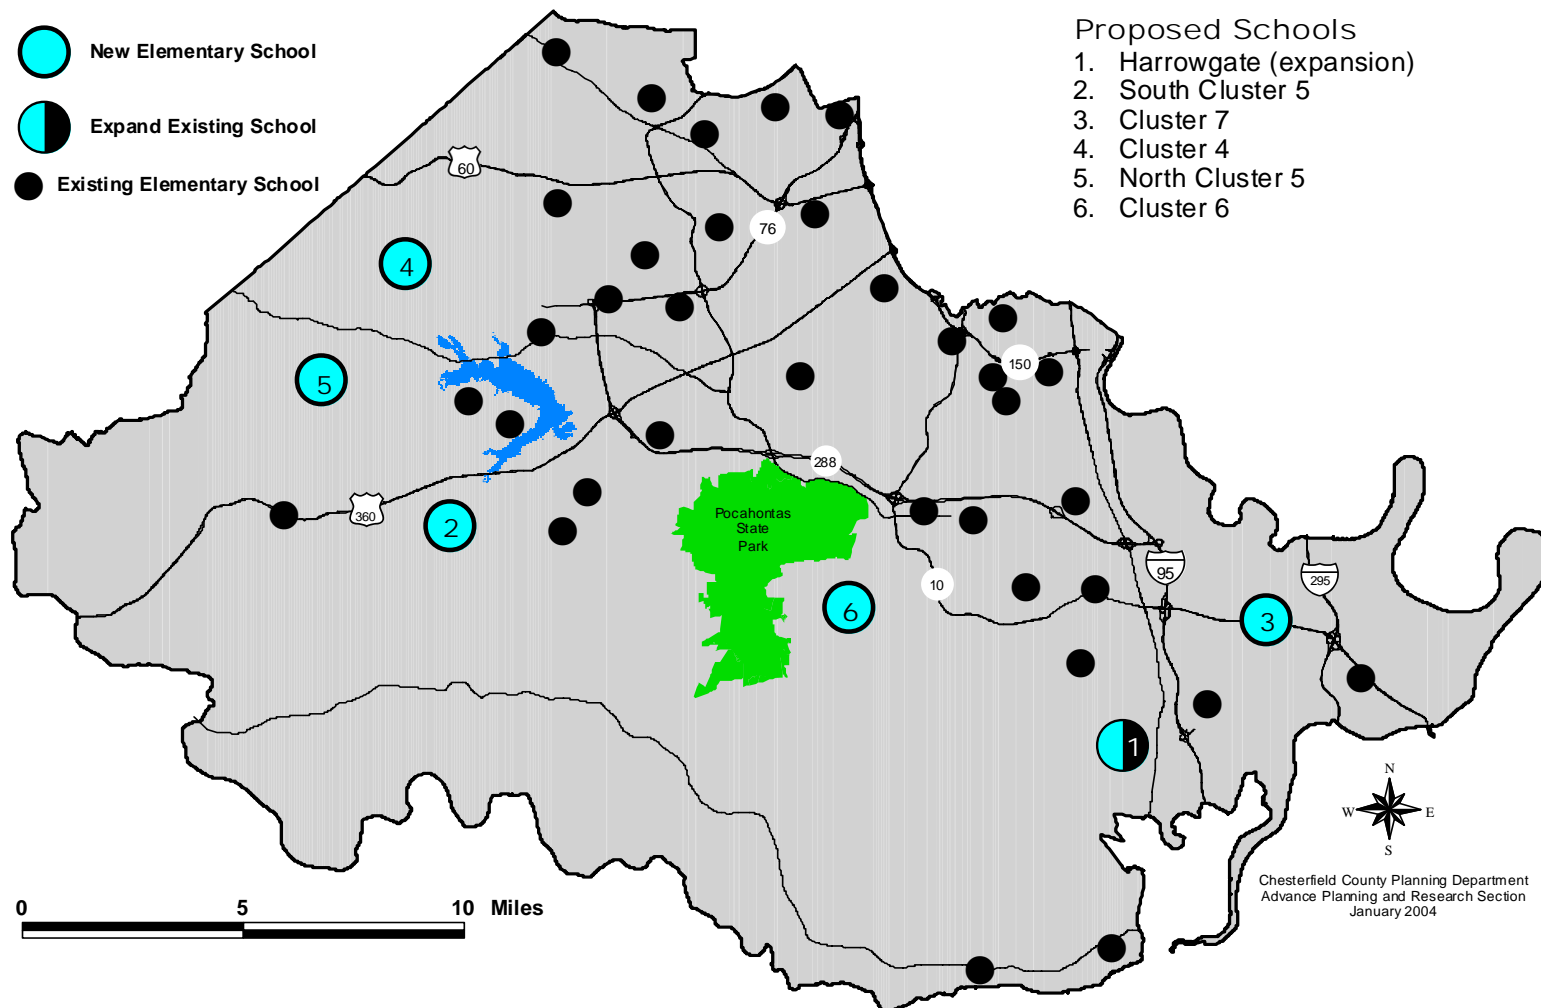 New Elementary School
Expand Existing School
Existing Elementary School
Proposed Schools
1. Harrowgate (expansion)
2. South Cluster 5
3. Cluster 7
4. Cluster 4
5. North Cluster 5
6. Cluster 6
60
76
4
150
5
288
360
2
Pocahontas
State
Park
95
295
10
6
3
1
N
W E
S
0 5 10 Miles
Chesterfield County Planning Department
Advance Planning and Research Section
January 2004